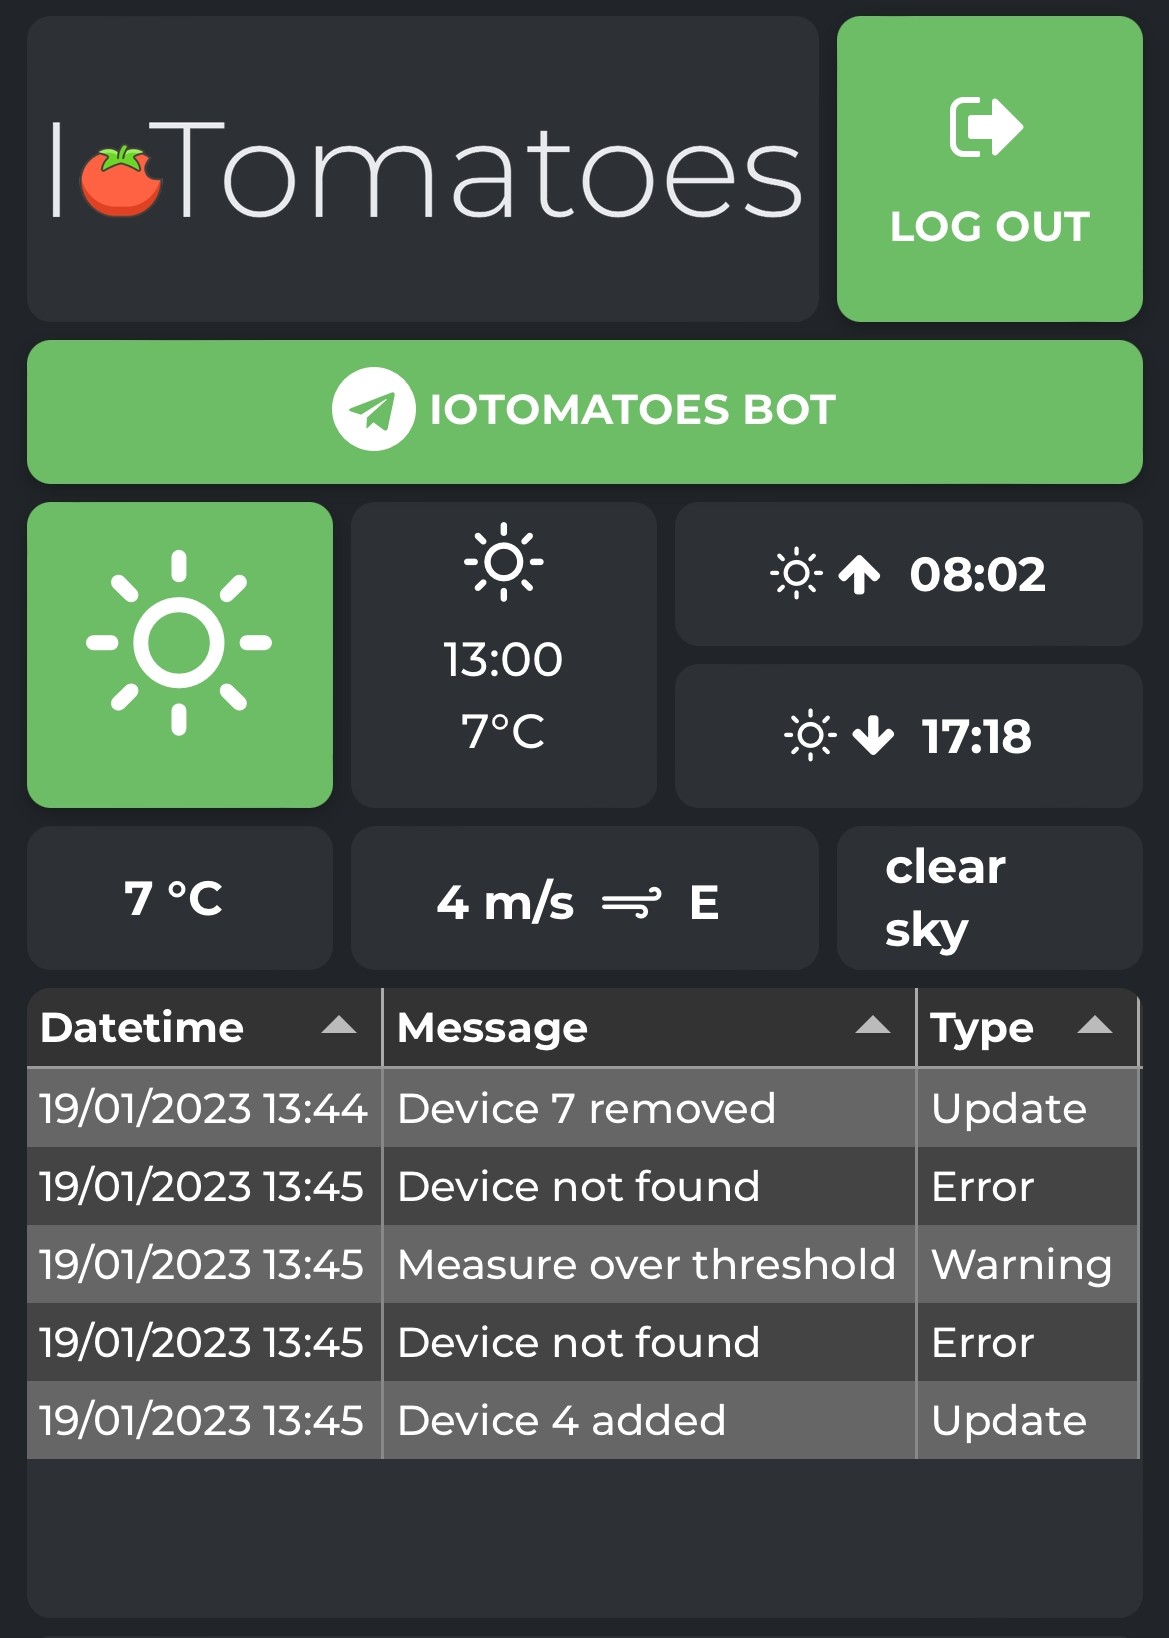 IoTomatoes
LOG OUT
IOTOMATOES BOT
13:00
7°C
08:02
17:18
7 °C
4 m/s E
clear
sky
Datetime Message Type
19/01/2023 13:44 Device 7 removed Update
19/01/2023 13:45 Device not found Error
19/01/2023 13:45 Measure over threshold Warning
19/01/2023 13:45 Device not found Error
19/01/2023 13:45 Device 4 added Update